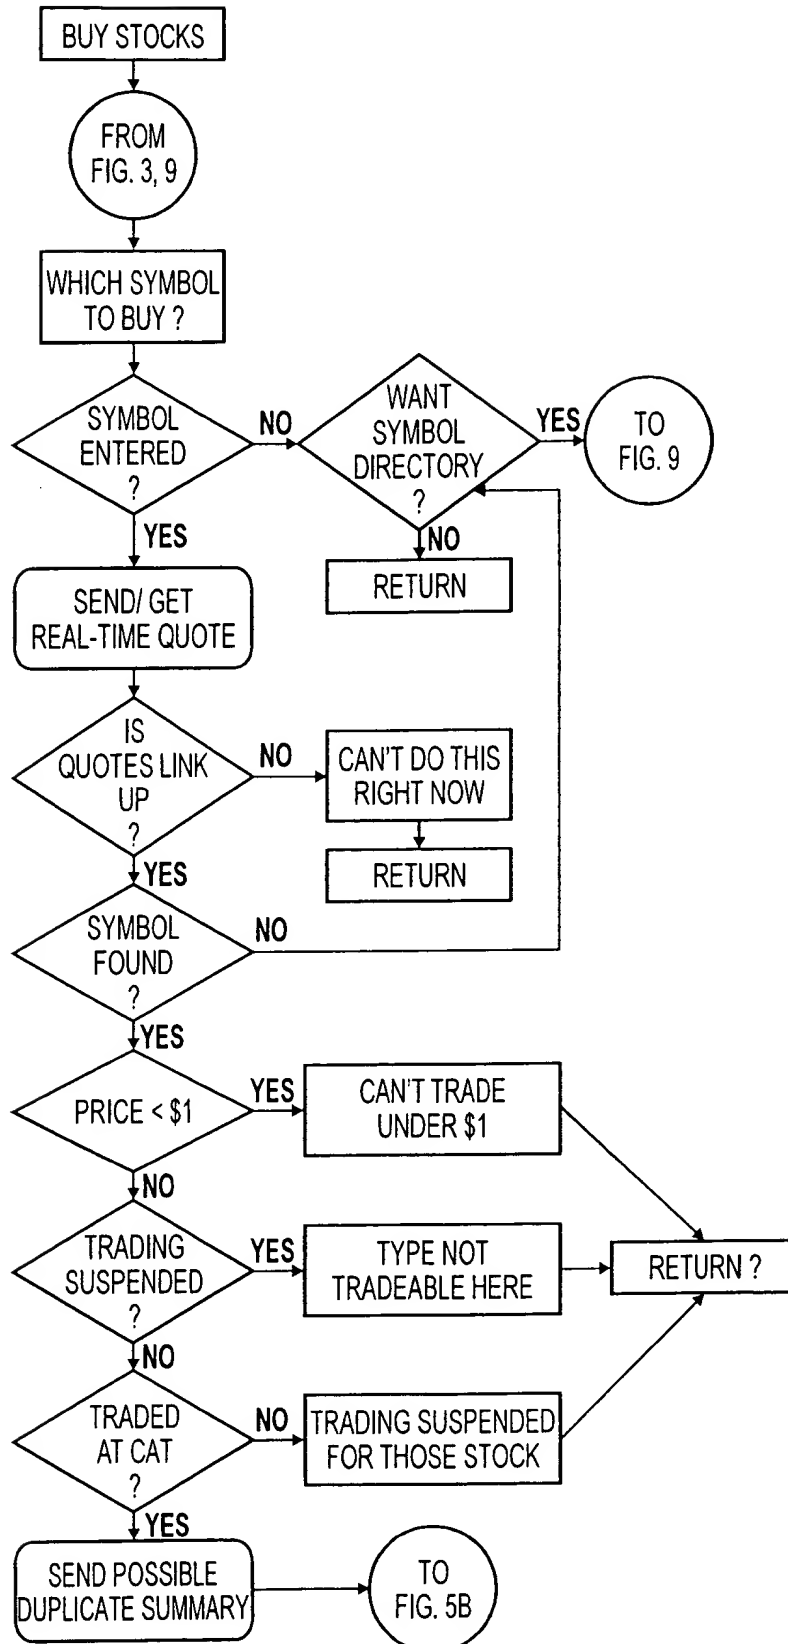 BUY STOCKS
FROM
FIG. 3, 9
WHICH SYMBOL
TO BUY ?
SYMBOL
ENTERED
?
NO
WANT
SYMBOL
DIRECTORY
?
YES
TO
FIG. 9
YES
NO
RETURN
SEND/ GET
REAL-TIME QUOTE
IS
QUOTES LINK
UP
?
NO
CAN'T DO THIS
RIGHT NOW
RETURN
YES
SYMBOL
FOUND
?
NO
YES
PRICE < $1
YES
CAN'T TRADE
UNDER $1
NO
TRADING
SUSPENDED
?
YES
TYPE NOT
TRADEABLE HERE
RETURN ?
NO
TRADED
AT CAT
?
NO
TRADING SUSPENDED
FOR THOSE STOCK
YES
SEND POSSIBLE
DUPLICATE SUMMARY
TO
FIG. 5B